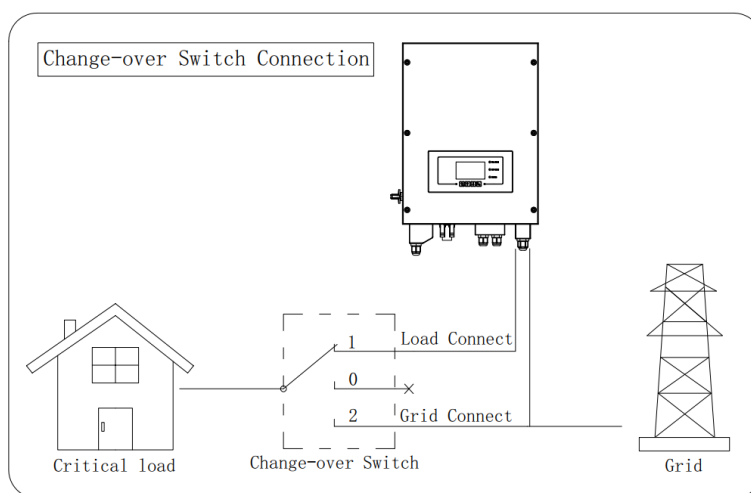 Change-over Switch Connection
1
Load Connect
0
2
Grid Connect
Critical load
Change-over Switch
Grid